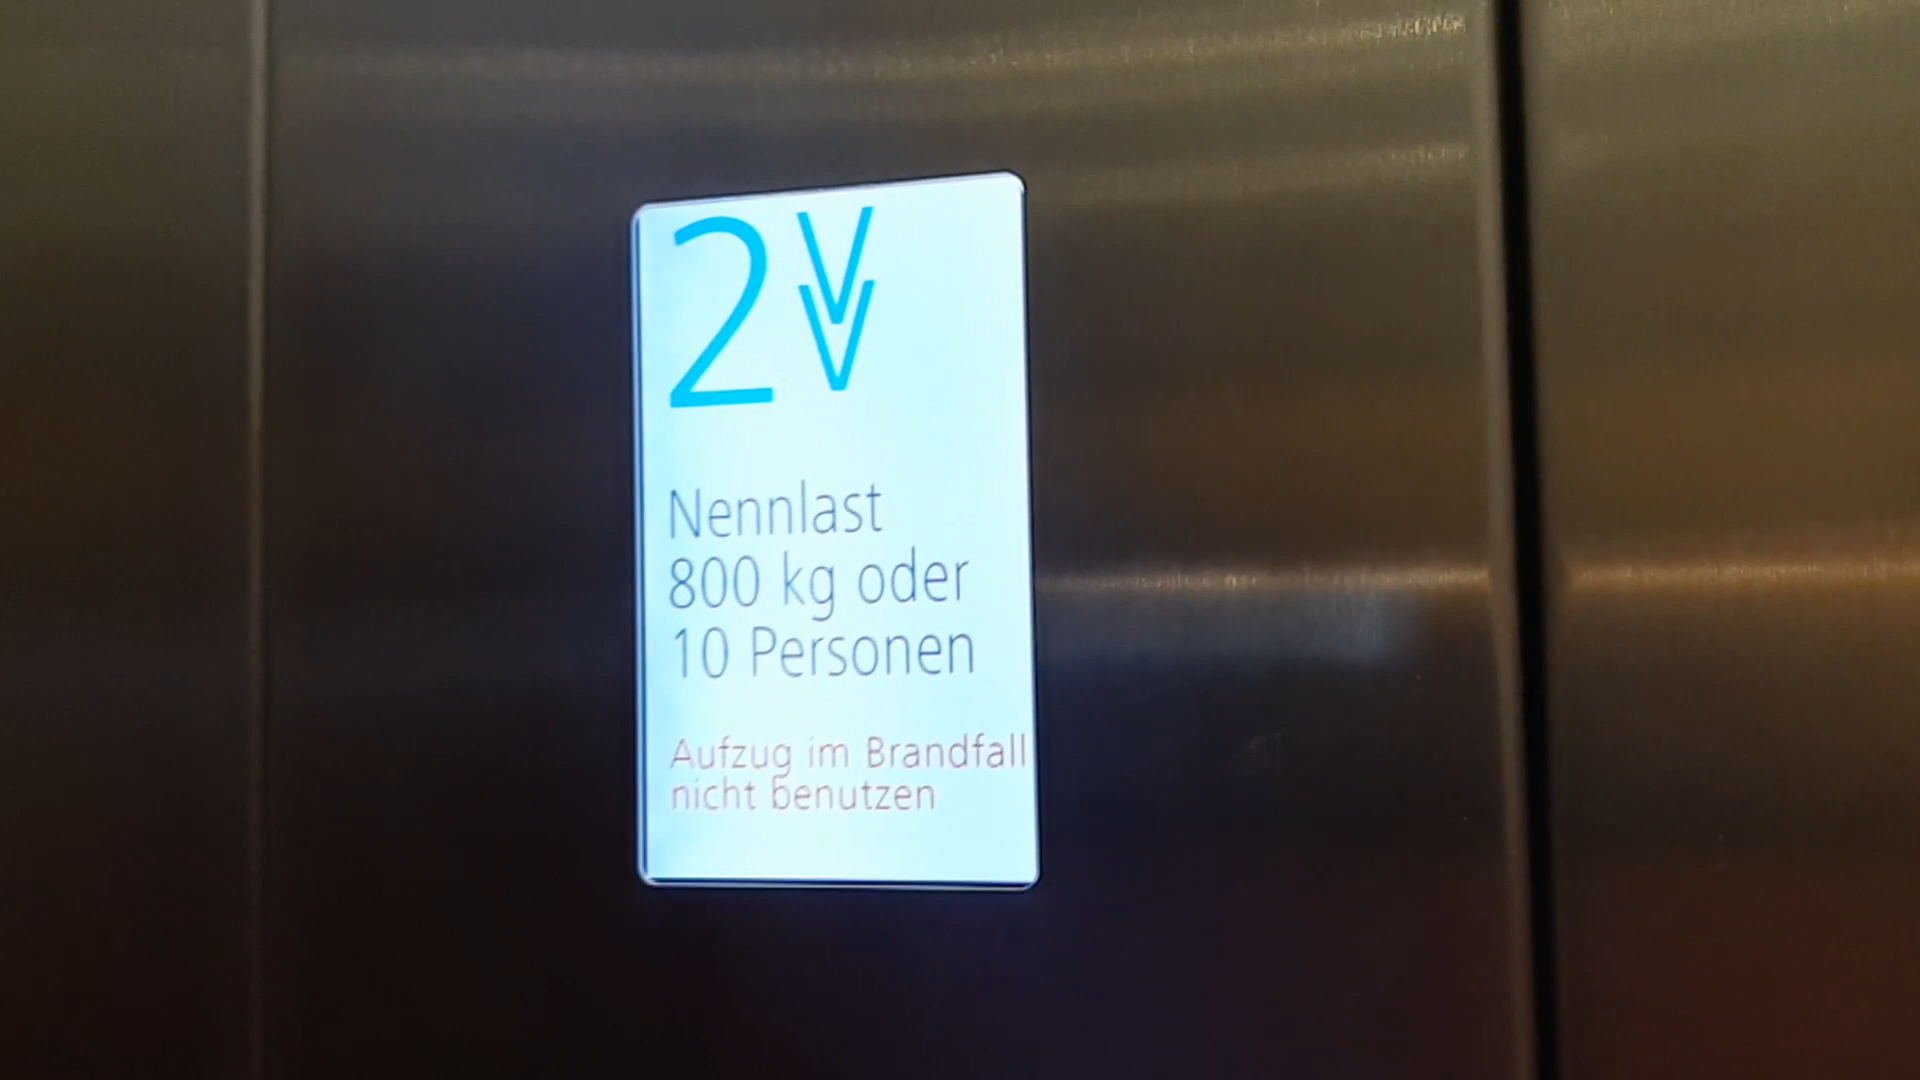 2
Nennlast
800 kg oder
10 Personen
Aufzug im Brandfall
nicht benutzen